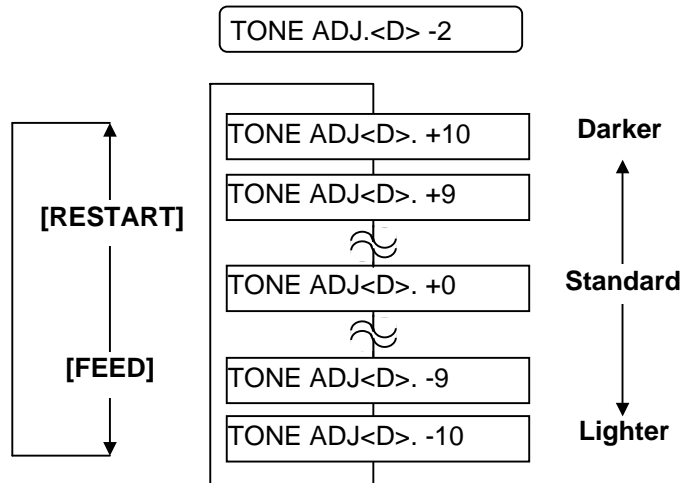 TONE ADJ.<D> -2
TONE ADJ<D>. +10
Darker
TONE ADJ<D>. +9
[RESTART]
TONE ADJ<D>. +0
Standard
[FEED]
TONE ADJ<D>. -9
TONE ADJ<D>. -10
Lighter